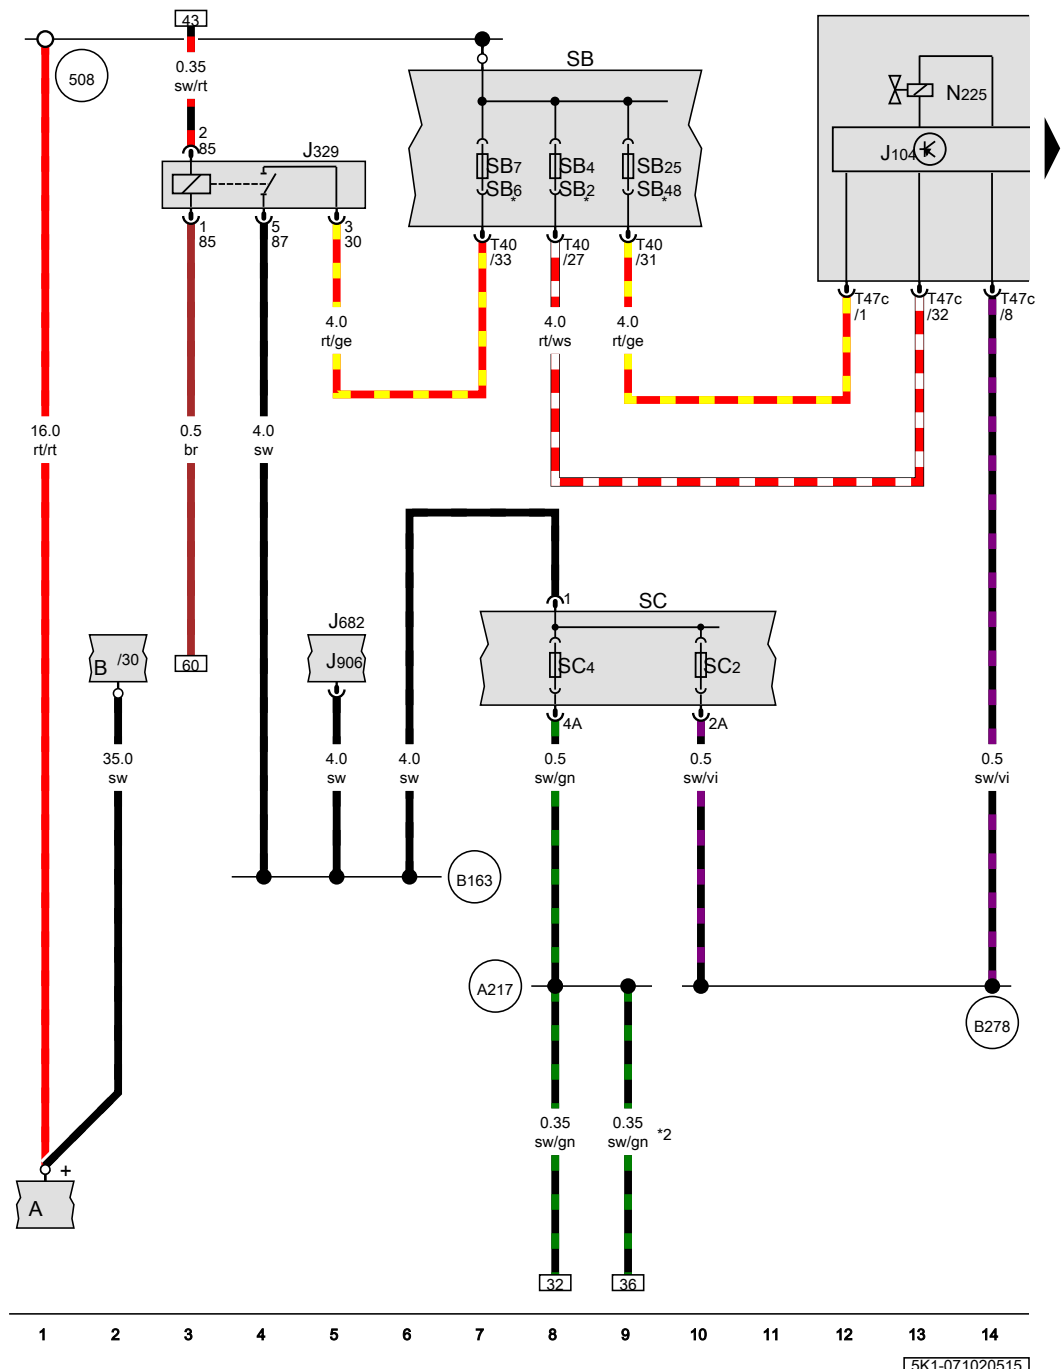 43
508
0.35
sw/rt
2
85
J329
SB
SB7
SB6
*
SB4
SB2
*
SB25
SB48
*
N225
J104
1
85
5
87
3
30
T40
/33
T40
/27
T40
/31
T47c
/1
T47c
/32
T47c
/8
4.0
rt/ge
4.0
rt/ws
4.0
rt/ge
16.0
rt/rt
0.5
br
4.0
sw
1
SC
SC4
SC2
J682
J906
B /30
60
4A
2A
35.0
sw
4.0
sw
4.0
sw
0.5
sw/gn
0.5
sw/vi
0.5
sw/vi
B163
A217
B278
0.35
sw/gn
0.35
sw/gn
*2
+
A
32
36
1 2 3 4 5 6 7 8 9 10 11 12 13 14
5K1-071020515